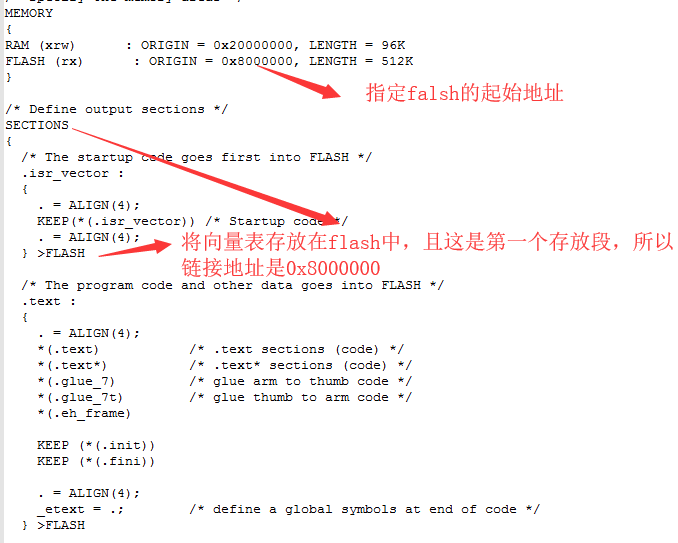 MEMORY
{
RAM (xrw)      : ORIGIN = 0x20000000, LENGTH = 96K
FLASH (rx)      : ORIGIN = 0x8000000, LENGTH = 512K
}
指定falsh的起始地址
/* Define output sections */
SECTIONS
{
  /* The startup code goes first into FLASH */
  .isr_vector :
  {
    . = ALIGN(4);
    KEEP(*(.isr_vector)) /* Startup code */
    . = ALIGN(4);
  } >FLASH
将向量表存放在flash中，且这是第一个存放段，所以
链接地址是0x8000000
  /* The program code and other data goes into FLASH */
  .text :
  {
    . = ALIGN(4);
    *(.text)           /* .text sections (code) */
    *(.text*)          /* .text* sections (code) */
    *(.glue_7)         /* glue arm to thumb code */
    *(.glue_7t)        /* glue thumb to arm code */
    *(.eh_frame)
    KEEP (*(.init))
    KEEP (*(.fini))
    . = ALIGN(4);
    _etext = .;        /* define a global symbols at end of code */
  } >FLASH